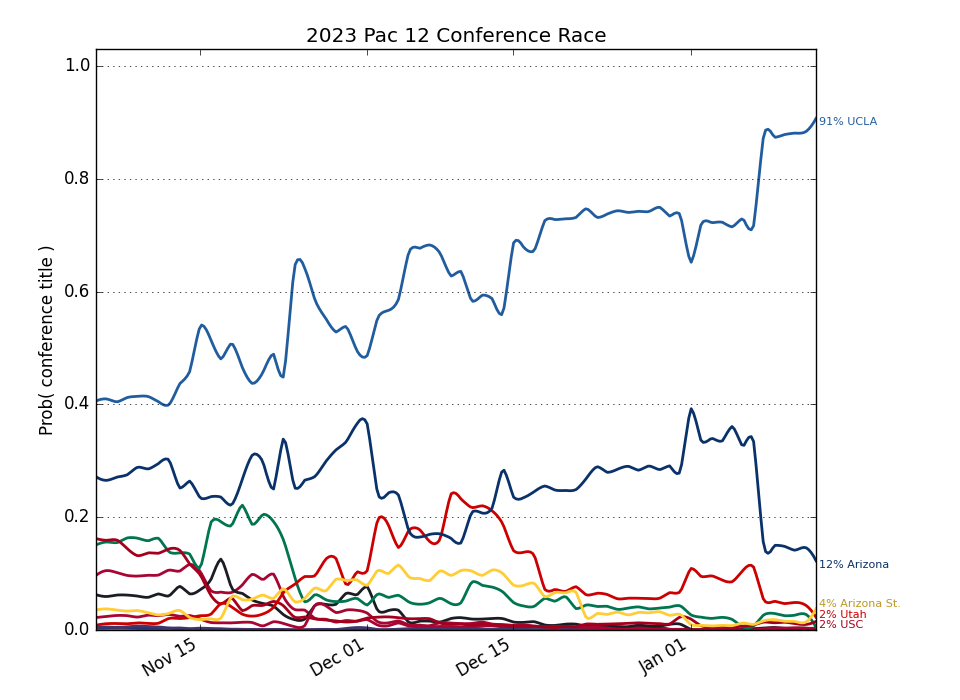 2023 Pac 12 Conference Race
Prob( conference title )
1.0
0.8
0.6
0.4
0.2
0.0
Nov 15
Dec 01
Dec 15
Jan 01
91% UCLA
12% Arizona
4% Arizona St.
2% Utah
2% USC